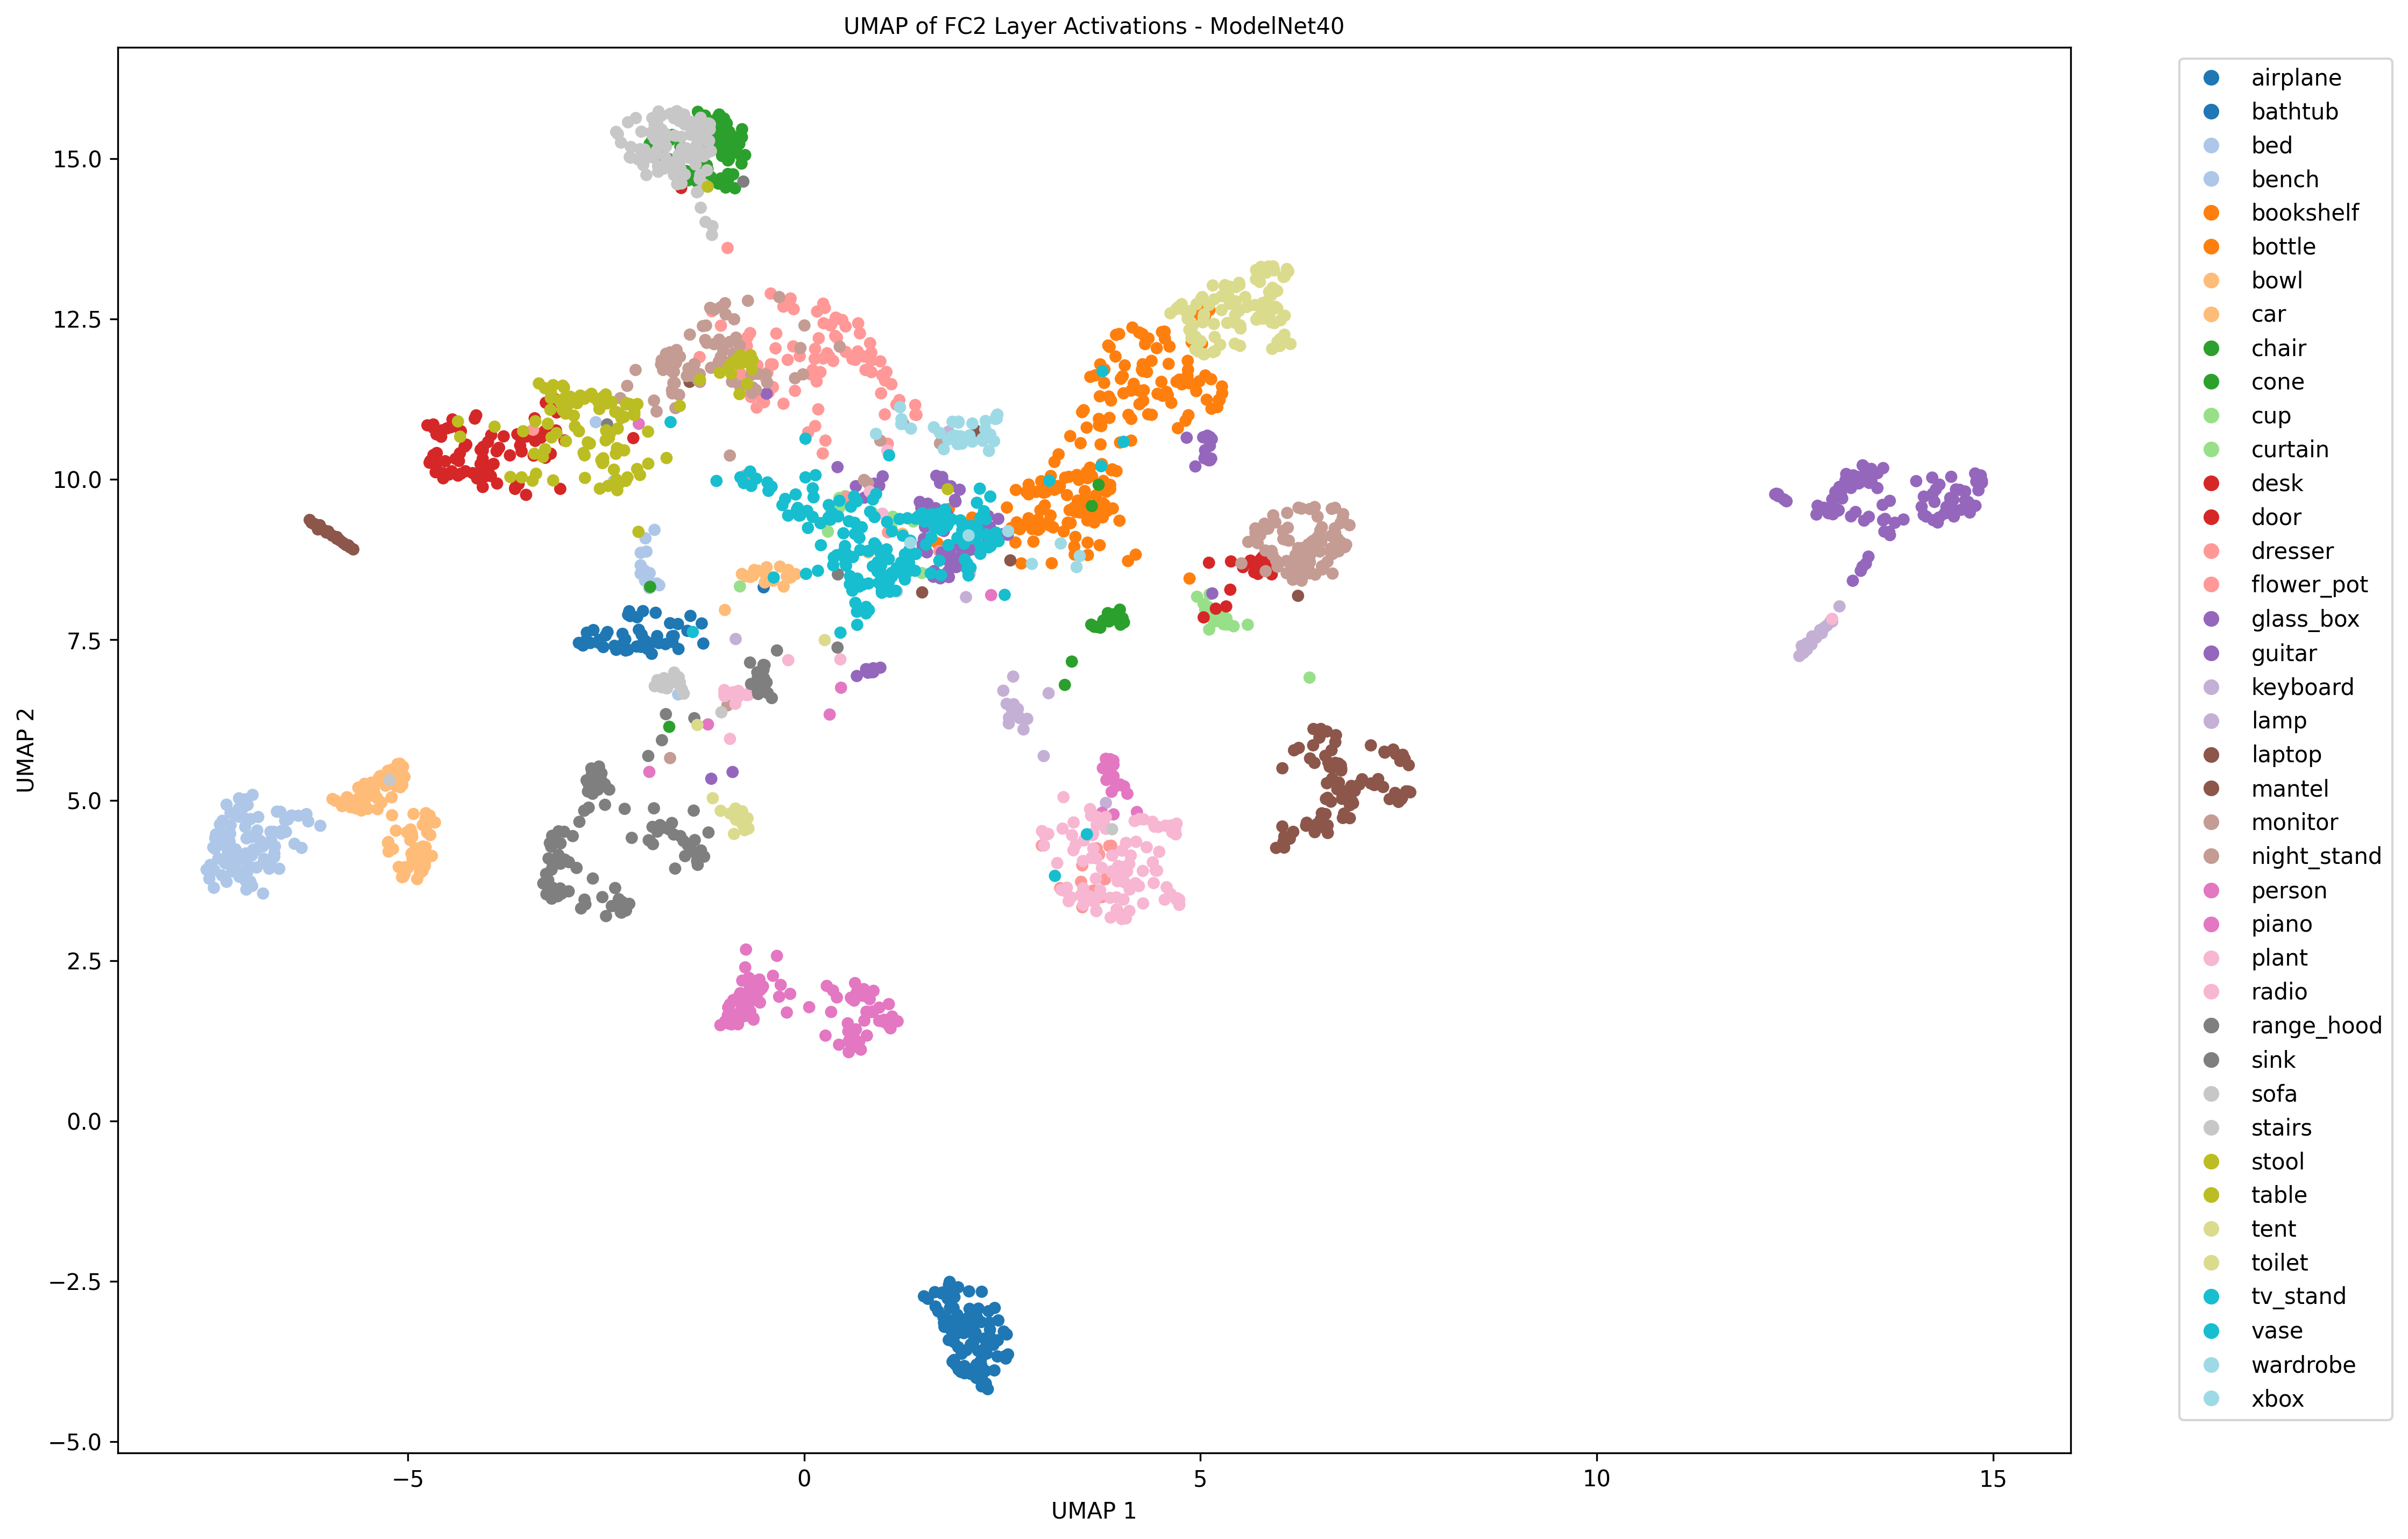 UMAP of FC2 Layer Activations - ModelNet40
15.0
12.5
10.0
7.5
5.0
2.5
0.0
−2.5
−5.0
UMAP 2
−5
0
5
10
15
UMAP 1
airplane
bathtub
bed
bench
bookshelf
bottle
bowl
car
chair
cone
cup
curtain
desk
door
dresser
flower_pot
glass_box
guitar
keyboard
lamp
laptop
mantel
monitor
night_stand
person
piano
plant
radio
range_hood
sink
sofa
stairs
stool
table
tent
toilet
tv_stand
vase
wardrobe
xbox